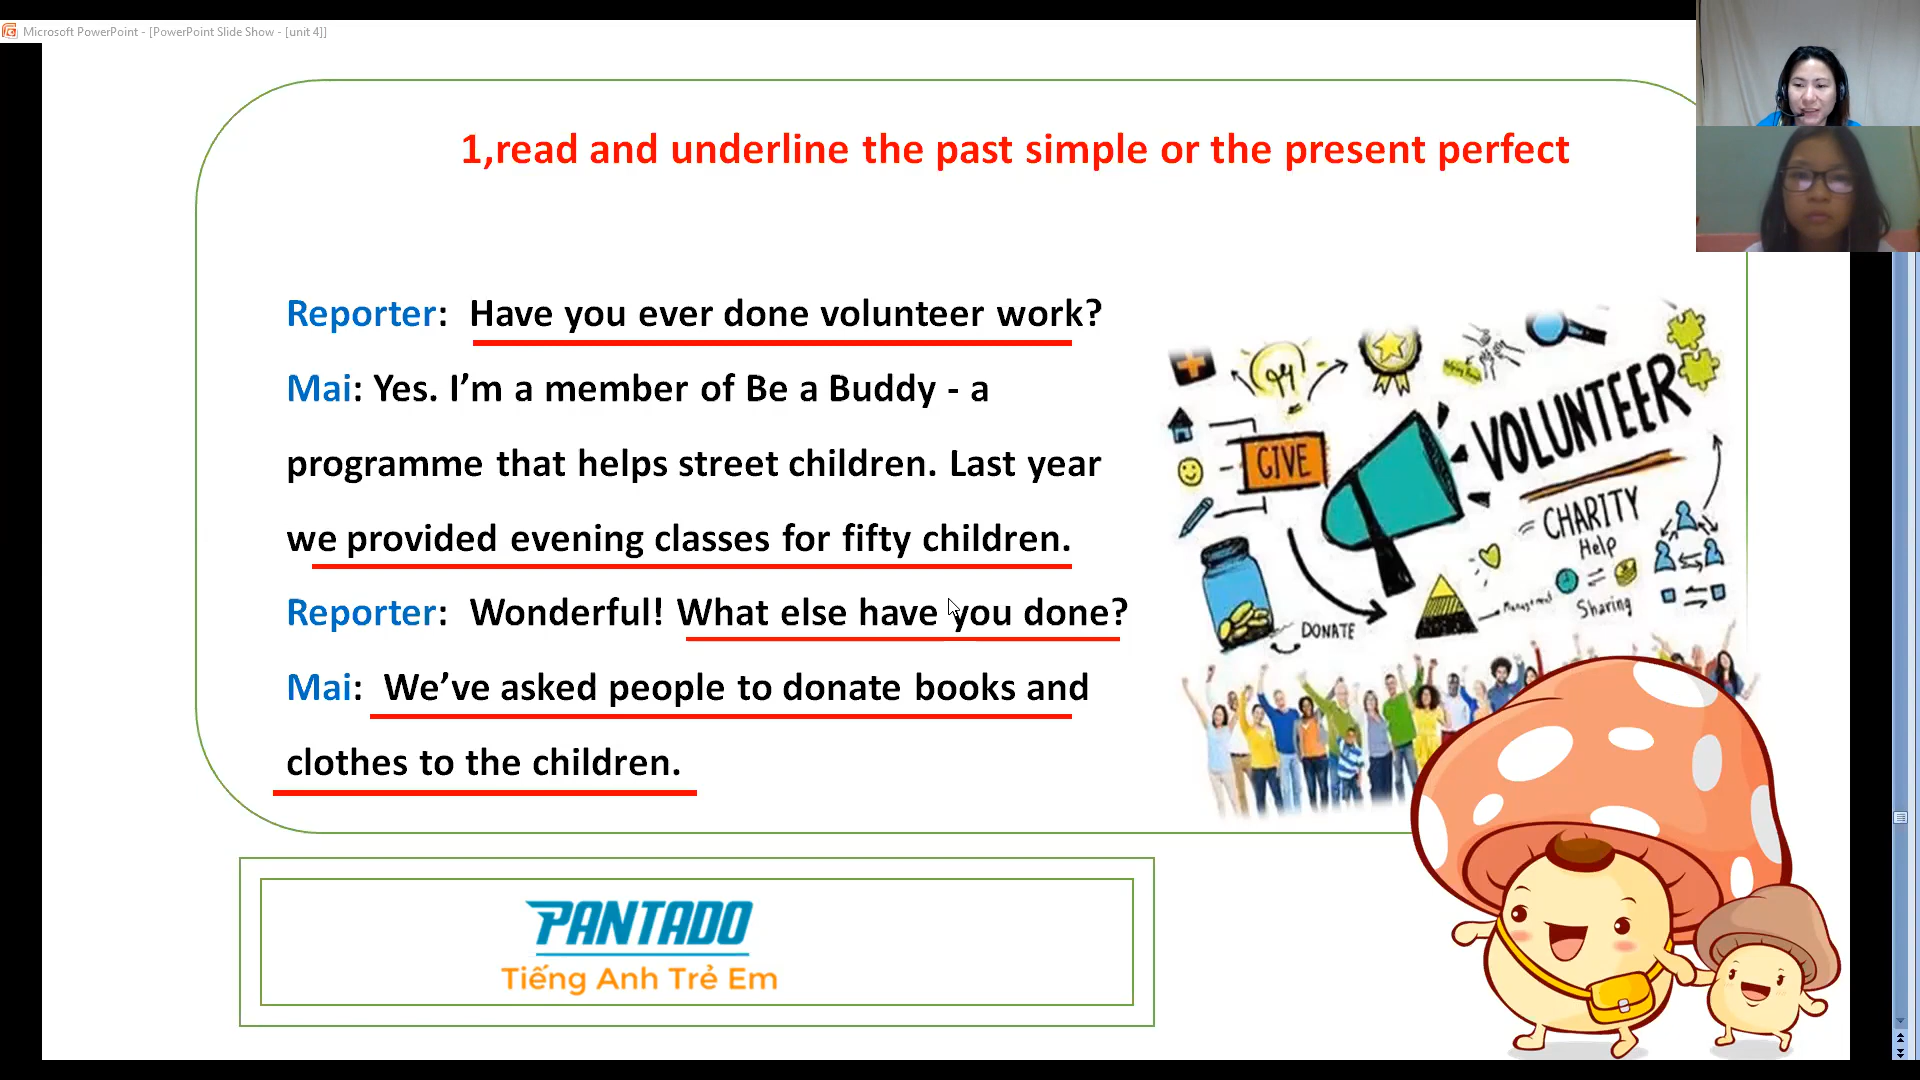 Microsoft PowerPoint - [PowerPoint Slide Show - [unit 4]]
1,read and underline the past simple or the present perfect
Reporter: Have you ever done volunteer work?
Mai: Yes. I’m a member of Be a Buddy - a
programme that helps street children. Last year
we provided evening classes for fifty children.
Reporter: Wonderful! What else have you done?
Mai: We’ve asked people to donate books and
clothes to the children.
VOLUNTEER
GIVE
CHARITY
Help
Sharing
DONATE
PANTADO
Tiếng Anh Trẻ Em